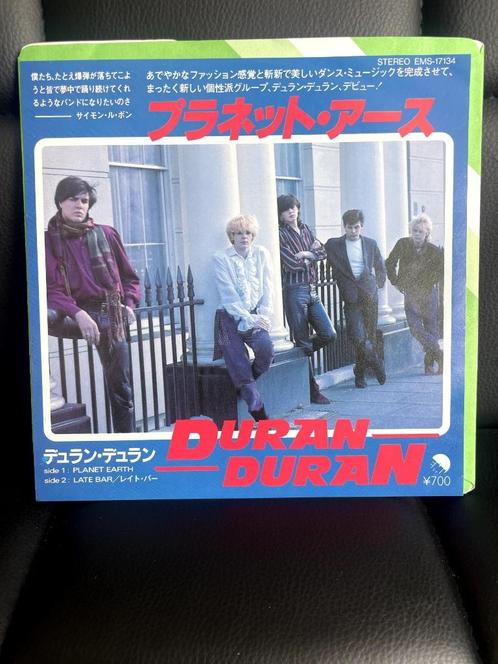 STEREO EMS-17134
僕たち、たとえ爆弾が落ちてこよ
うと皆で夢中で踊り続けてくれ
るようなバンドになりたいのさ
——サイモン・ル・ボン
あでやかなファッション感覚と斬新で美しいダンス・ミュージックを完成させて、
まったく新しい個性派グループ、デュラン・デュラン、デビュー!
プラネット・アース
デュラン・デュラン
side 1: PLANET EARTH
side 2: LATE BAR/レイト・バー
DURAN
DURAN
¥700